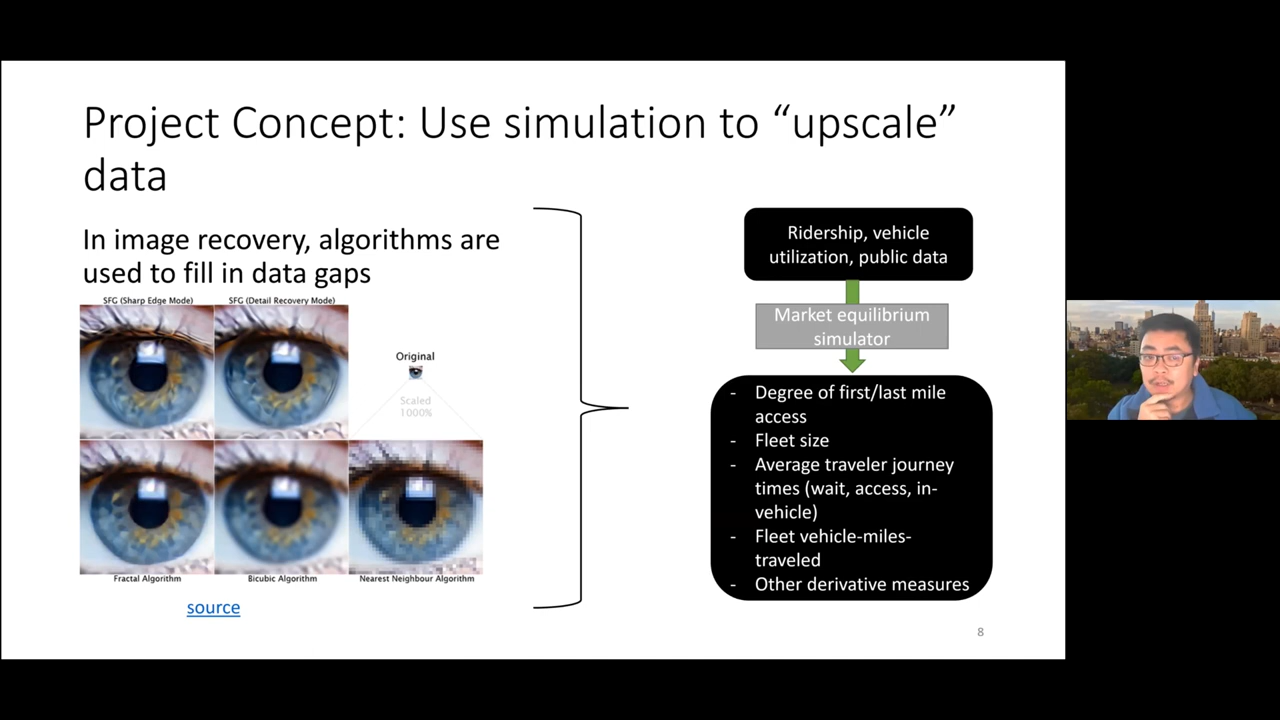 Project Concept: Use simulation to “upscale”
data
In image recovery, algorithms are
used to fill in data gaps
SFG (Sharp Edge Mode)
SFG (Detail Recovery Mode)
Original
Scaled
1000%
Fractal Algorithm
Bicubic Algorithm
Nearest Neighbour Algorithm
source
Ridership, vehicle
utilization, public data
Market equilibrium
simulator
- Degree of first/last mile
access
- Fleet size
- Average traveler journey
times (wait, access, in-
vehicle)
- Fleet vehicle-miles-
traveled
- Other derivative measures
8